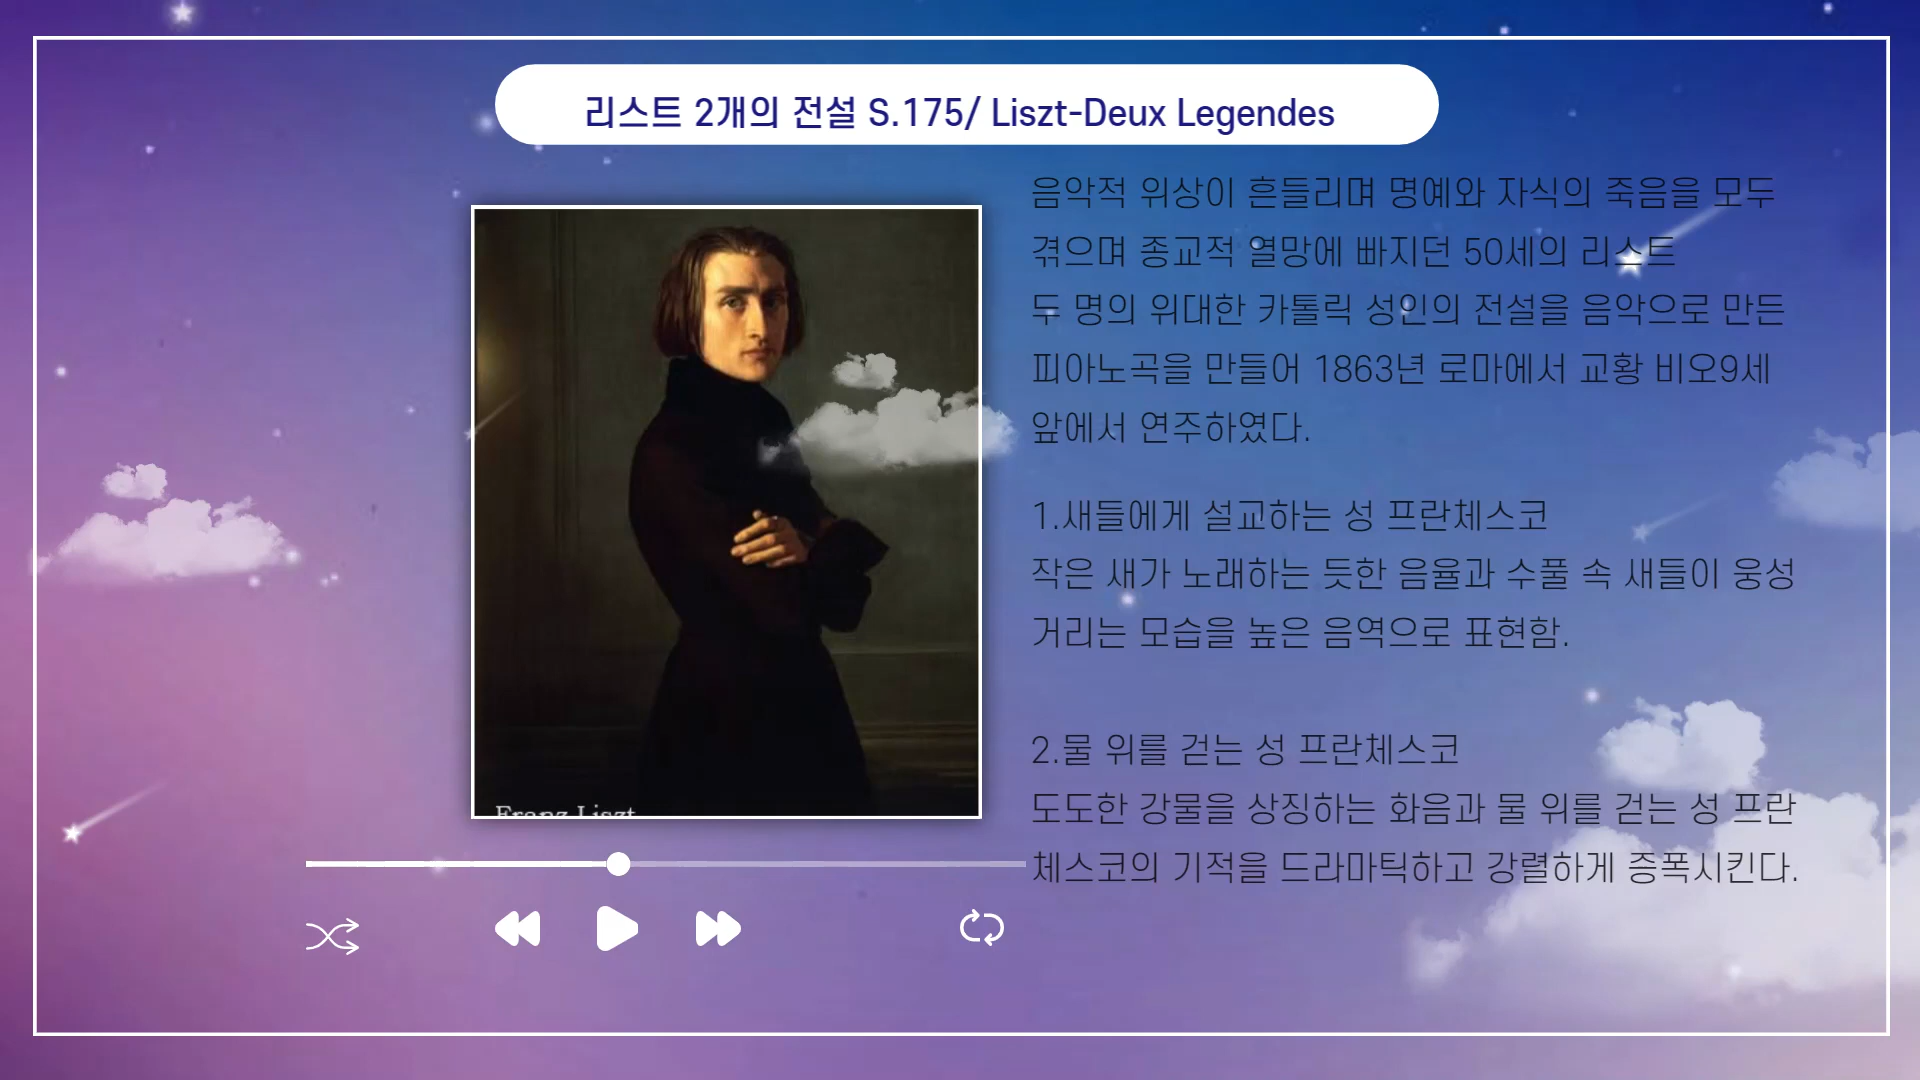 리스트 2개의 전설 S.175/ Liszt-Deux Legendes
음악적 위상이 흔들리며 명예와 자식의 죽음을 모두
겪으며 종교적 열망에 빠지던 50세의 리스트
두 명의 위대한 카톨릭 성인의 전설을 음악으로 만든
피아노곡을 만들어 1863년 로마에서 교황 비오9세
앞에서 연주하였다.
1.새들에게 설교하는 성 프란체스코
작은 새가 노래하는 듯한 음율과 수풀 속 새들이 웅성
거리는 모습을 높은 음역으로 표현함.
2.물 위를 걷는 성 프란체스코
도도한 강물을 상징하는 화음과 물 위를 걷는 성 프란
체스코의 기적을 드라마틱하고 강렬하게 증폭시킨다.
Franz Liszt